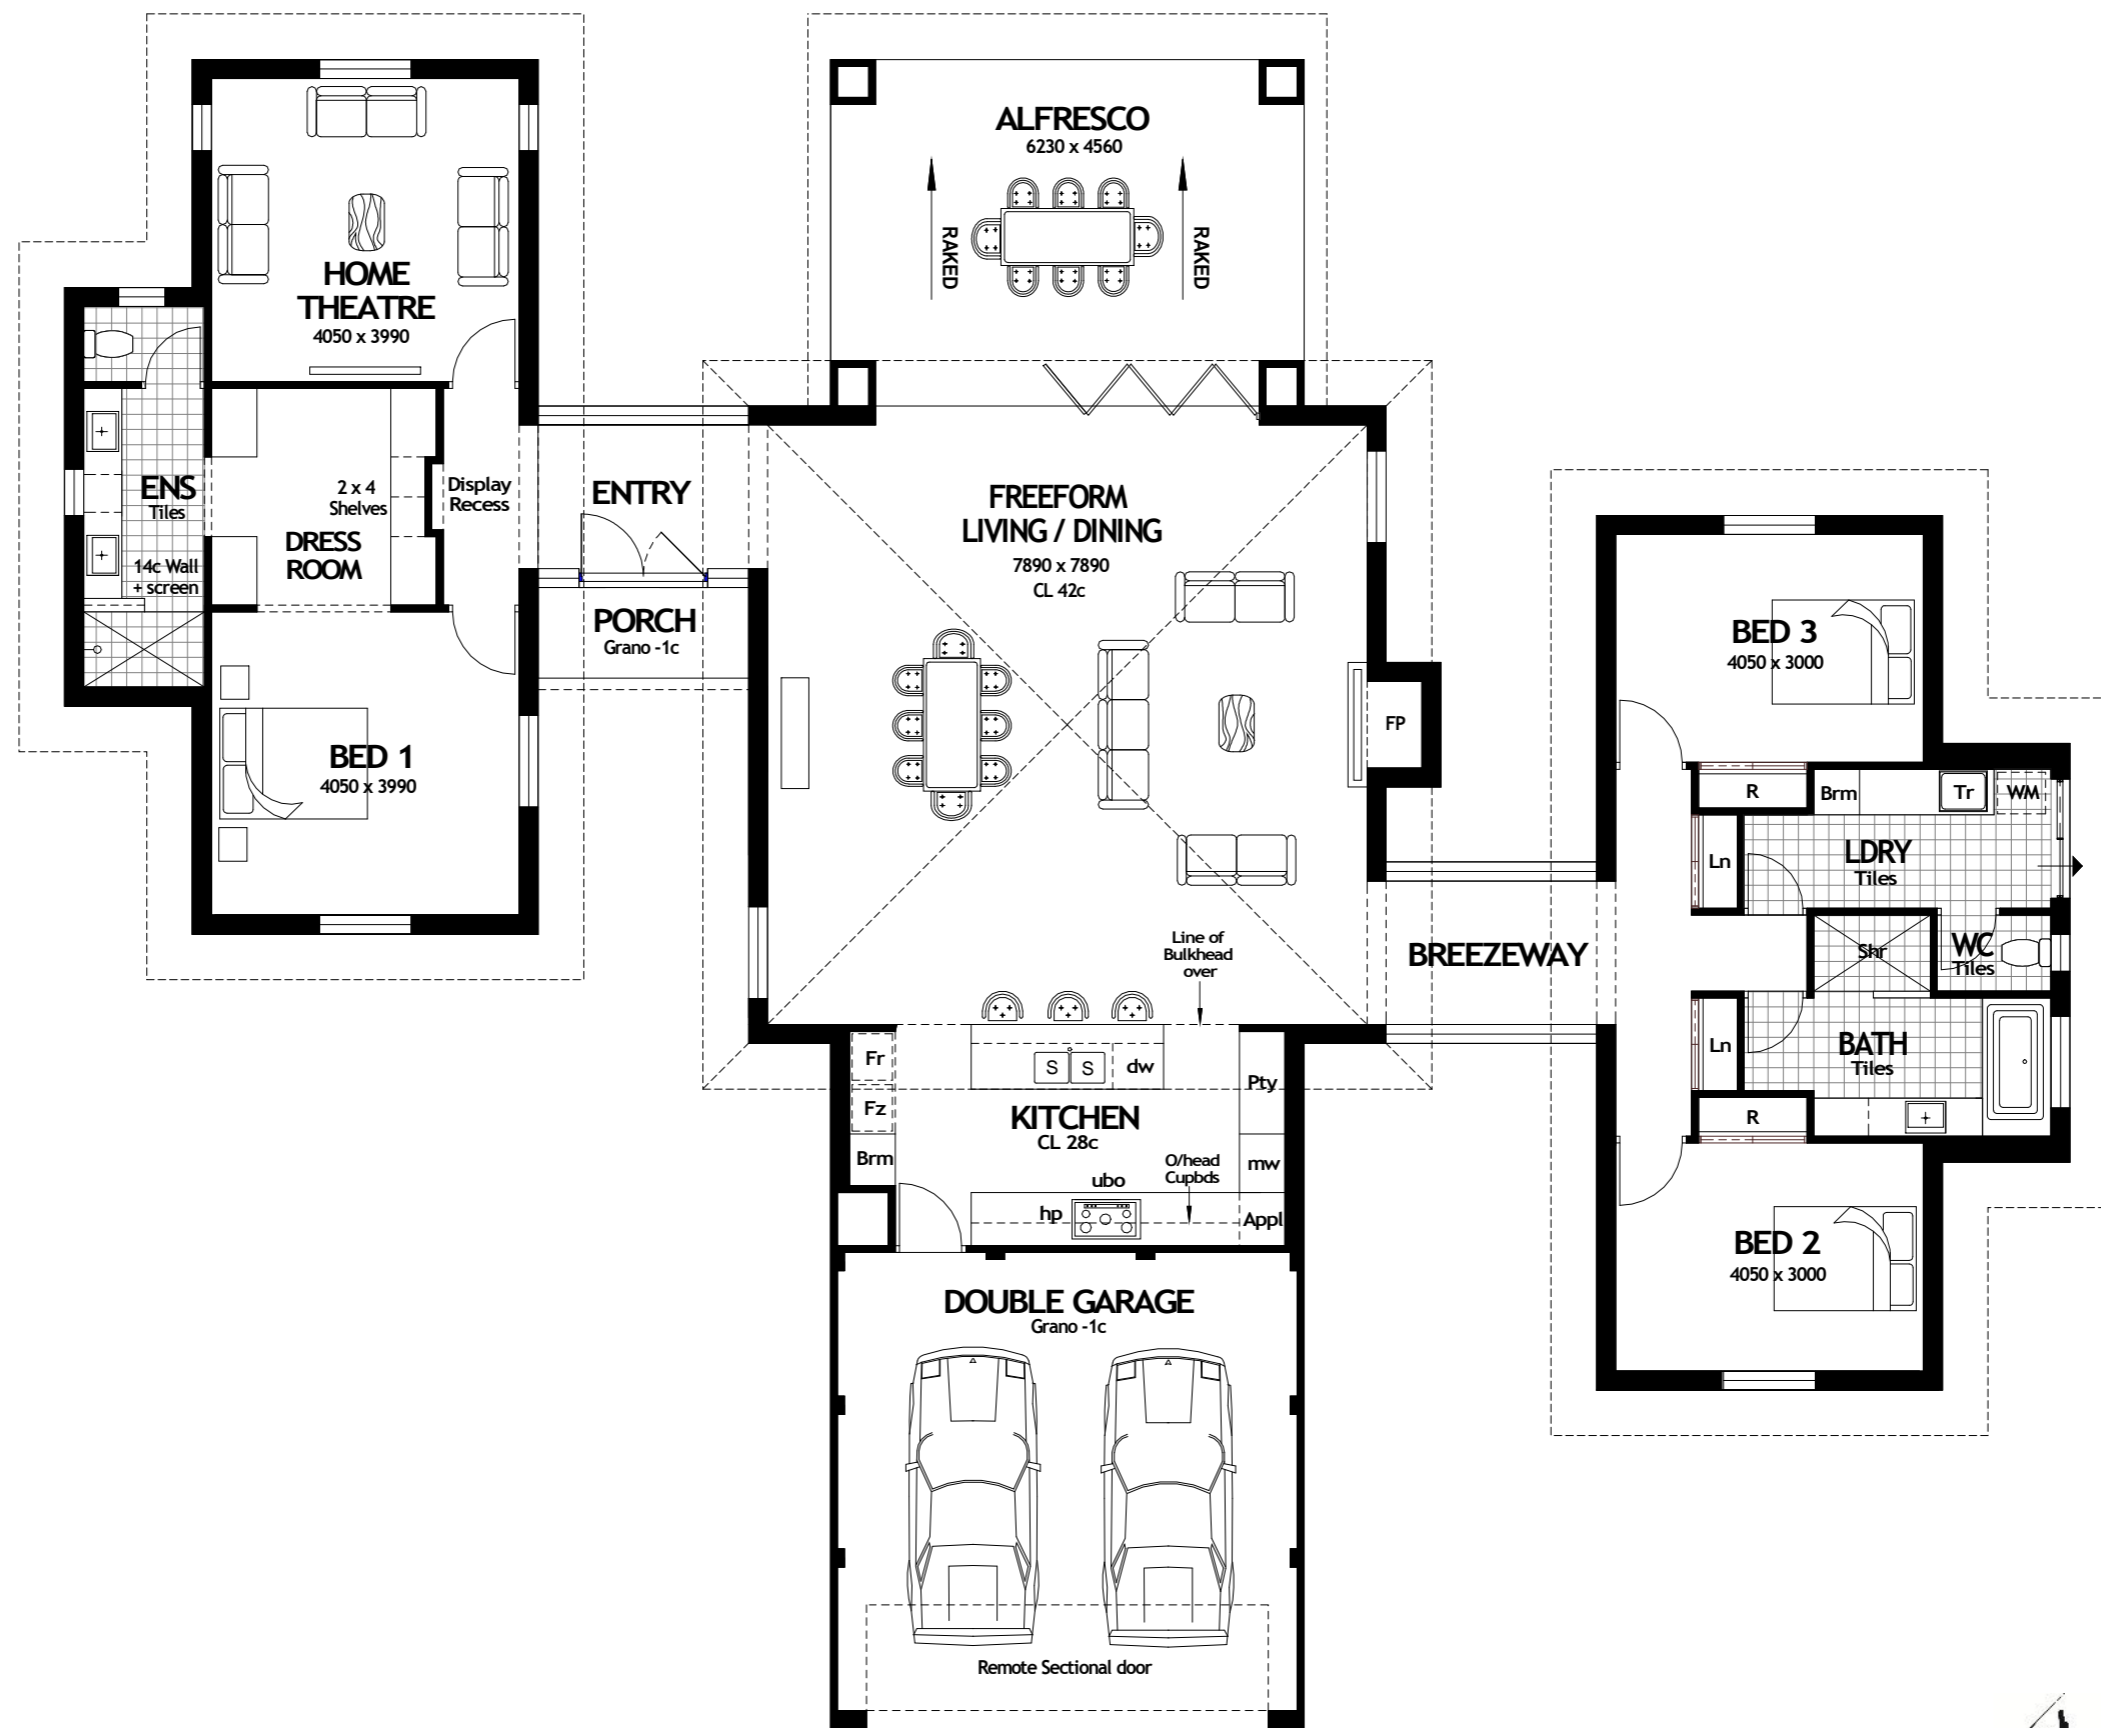 ALFRESCO
6230 x 4560
RAKED
RAKED
HOME
THEATRE
4050 x 3990
ENS
Tiles
14c Wall
+ screen
2 x 4
Shelves
DRESS
ROOM
Display
Recess
ENTRY
PORCH
Grano -1c
BED 1
4050 x 3990
FREEFORM
LIVING / DINING
7890 x 7890
CL 42c
FP
Line of
Bulkhead
over
BREEZEWAY
BED 3
4050 x 3000
R
Brm
Tr
WM
Ln
LDRY
Tiles
Shr
WC
Tiles
Ln
BATH
Tiles
R
BED 2
4050 x 3000
Fr
Fz
Brm
S
S
dw
Pty
KITCHEN
CL 28c
O/head
Cupbds
mw
ubo
hp
Appl
DOUBLE GARAGE
Grano -1c
Remote Sectional door